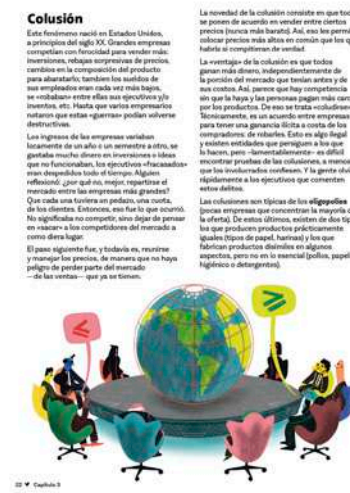 Colusión
Este fenómeno nació en Estados Unidos,
a principios del siglo XX. Grandes empresas
competían con ferocidad para vender más:
inversiones, rebajas sorpresivas de precios,
cambios en la composición del producto
para abaratarlo; también los sueldos de
sus empleados eran cada vez más bajos,
se «robaban» entre ellas sus ejecutivos y/o
inventos, etc. Hasta que varios empresarios
notaron que estas «guerras» podían volverse
destructivas.
Los ingresos de las empresas variaban
locamente de un año o un semestre a otro, se
gastaba mucho dinero en inversiones o ideas
que no funcionaban, los ejecutivos «fracasados»
eran despedidos todo el tiempo. Alguien
reflexionó: ¿por qué no, mejor, repartirse el
mercado entre las empresas más grandes?
Que cada una tuviera un pedazo, una cuota,
de los clientes. Entonces, eso fue lo que ocurrió.
No significaba no competir, sino dejar de pensar
en «sacar» a los competidores del mercado a
como diera lugar.
El paso siguiente fue, y todavía es, reunirse
y manejar los precios, de manera que no haya
peligro de perder parte del mercado
—de las ventas— que ya se tienen.
La novedad de la colusión consiste en que tod
se ponen de acuerdo en vender entre ciertos
precios (nunca más barato). Así, eso les permi
colocar precios más altos en común que los q
habría si compitieran de verdad.
La «ventaja» de la colusión es que todos
ganan más dinero, independientemente de
la porción del mercado que tenían antes y de
sus costos. Así, parece que hay competencia
sin que la haya y las personas pagan más caro
por los productos. De eso se trata «coludirse»
Técnicamente, es un acuerdo entre empresas
para tener una ganancia ilícita a costa de los
compradores: de robarles. Esto es algo ilegal
y existen entidades que persiguen a los que
lo hacen, pero —lamentablemente— es difícil
encontrar pruebas de las colusiones, a menos
que los involucrados confiesen. Y la gente olvi
rápidamente a los ejecutivos que cometen
estos delitos.
Las colusiones son típicas de los oligopolios
(pocas empresas que concentran la mayoría d
la oferta). De estos últimos, existen de dos tip
los que producen productos prácticamente
iguales (tipos de papel, harinas) y los que
fabrican productos disímiles en algunos
aspectos, pero no en lo esencial (pollos, papel
higiénico o detergentes).
≤
≥
22 Capítulo 3